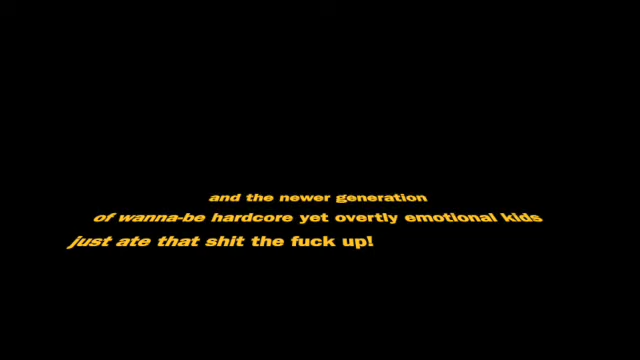 and the newer generation
of wanna-be hardcore yet overtly emotional kids
just ate that shit the fuck up!